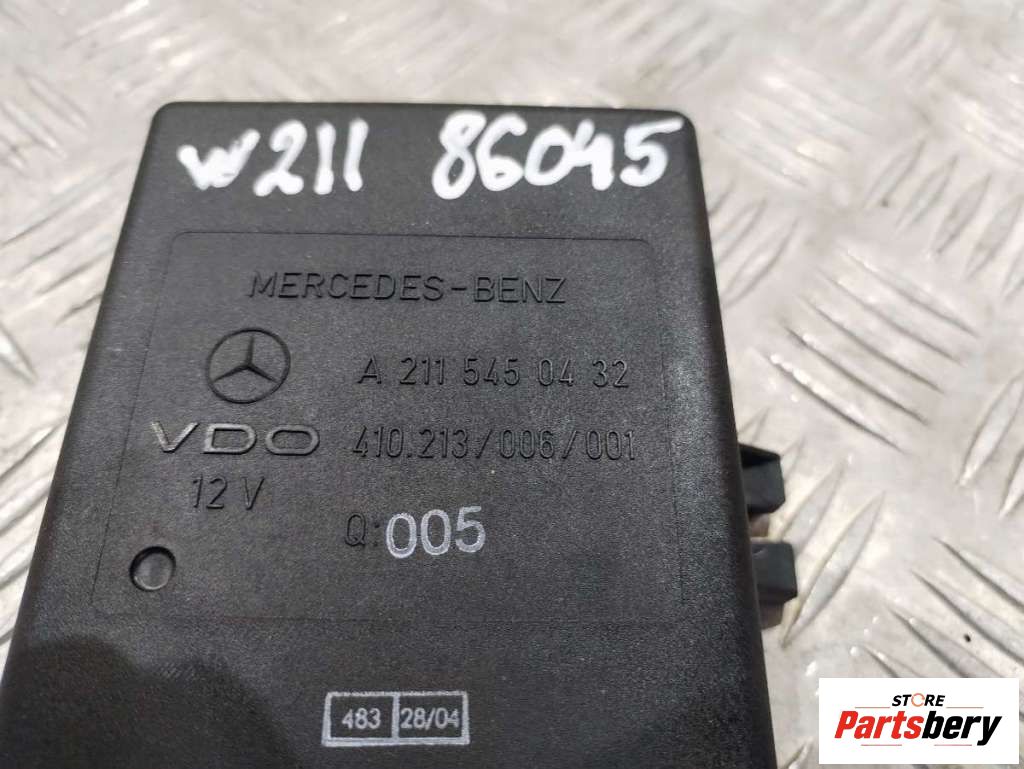 w211 86045
MERCEDES-BENZ
A 211 545 04 32
VDO 410.213/006/001
12 V
Q: 005
483 28/04
STORE
Partsbery